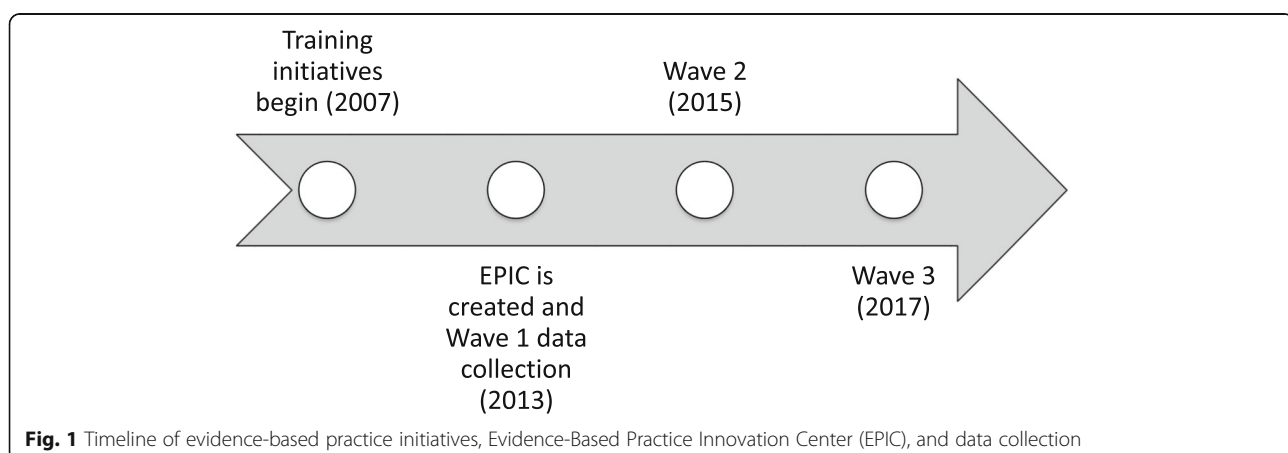 Training
initiatives
begin (2007)
EPIC is
created and
Wave 1 data
collection
(2013)
Wave 2
(2015)
Wave 3
(2017)
Fig. 1 Timeline of evidence-based practice initiatives, Evidence-Based Practice Innovation Center (EPIC), and data collection